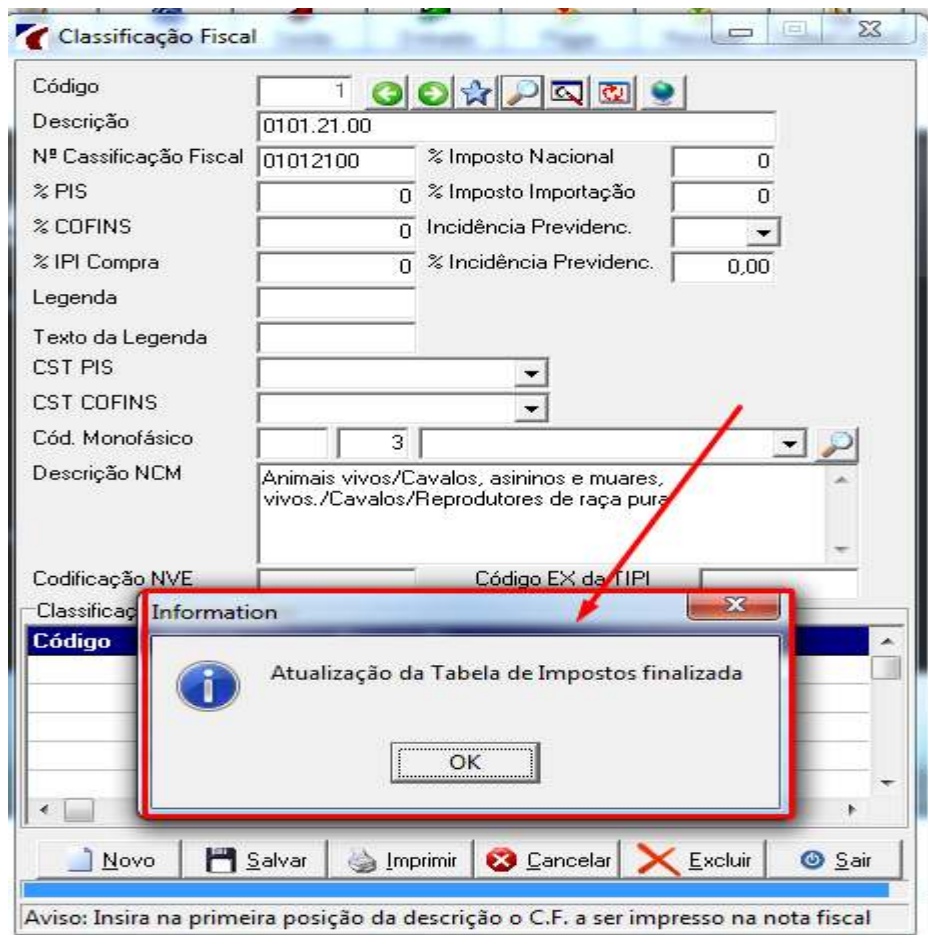 Classificação Fiscal
Código 1
Descrição 0101.21.00
Nª Cassificação Fiscal 01012100 % Imposto Nacional 0
% PIS 0 % Imposto Importação 0
% COFINS 0 Incidência Previdenc.
% IPI Compra 0 % Incidência Previdenc. 0,00
Legenda
Texto da Legenda
CST PIS
CST COFINS
Cód. Monofásico 3
Descrição NCM Animais vivos/Cavalos, asininos e muares,
vivos./Cavalos/Reprodutores de raça pura
Codificação NVE Código EX da TIPI
Classificaç
Information
Código
Atualização da Tabela de Impostos finalizada
OK
Novo Salvar Imprimir Cancelar Excluir Sair
Aviso: Insira na primeira posição da descrição o C.F. a ser impresso na nota fiscal